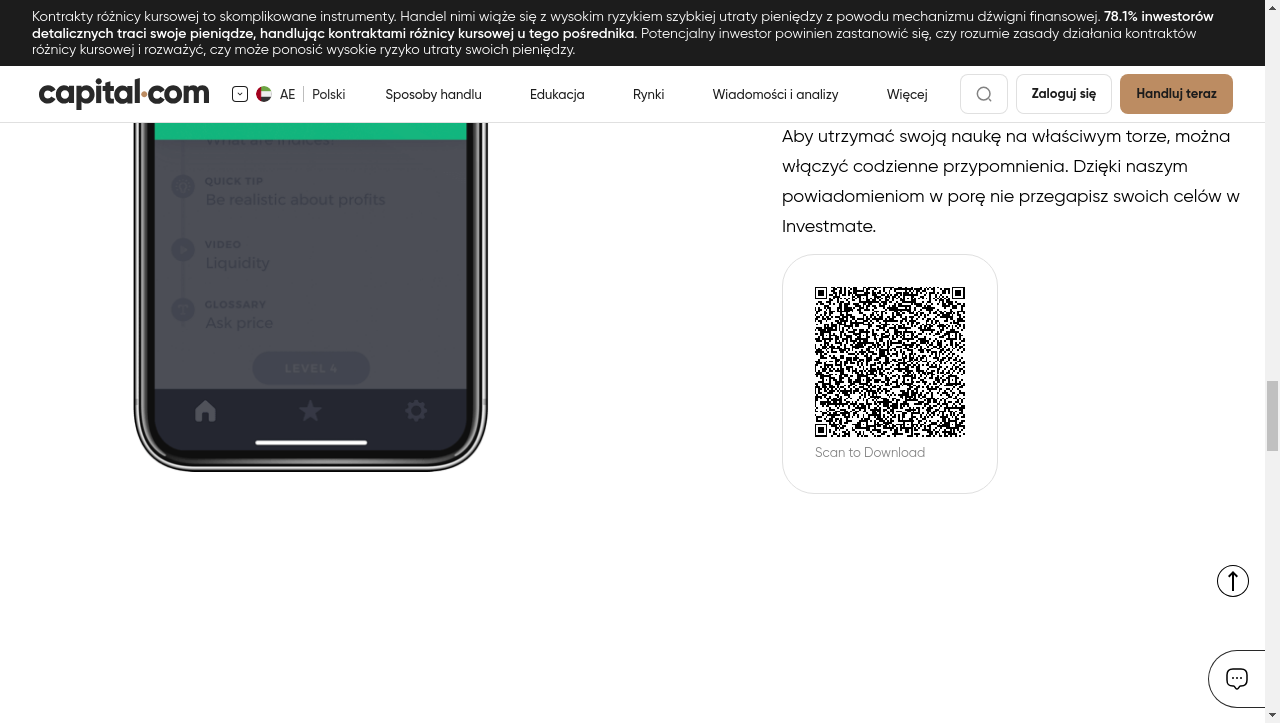 Kontrakty różnicy kursowej to skomplikowane instrumenty. Handel nimi wiąże się z wysokim ryzykiem szybkiej utraty pieniędzy z powodu mechanizmu dźwigni finansowej. 78.1% inwestorów
detalicznych traci swoje pieniądze, handlując kontraktami różnicy kursowej u tego pośrednika. Potencjalny inwestor powinien zastanowić się, czy rozumie zasady działania kontraktów
różnicy kursowej i rozważyć, czy może ponosić wysokie ryzyko utraty swoich pieniędzy.
capital.com
AE Polski
Sposoby handlu
Edukacja
Rynki
Wiadomości i analizy
Więcej
Zaloguj się
Handluj teraz
What are indices?
QUICK TIP
Be realistic about profits
VIDEO
Liquidity
GLOSSARY
Ask price
LEVEL 4
Aby utrzymać swoją naukę na właściwym torze, można
włączyć codzienne przypomnienia. Dzięki naszym
powiadomieniom w porę nie przegapisz swoich celów w
Investmate.
Scan to Download